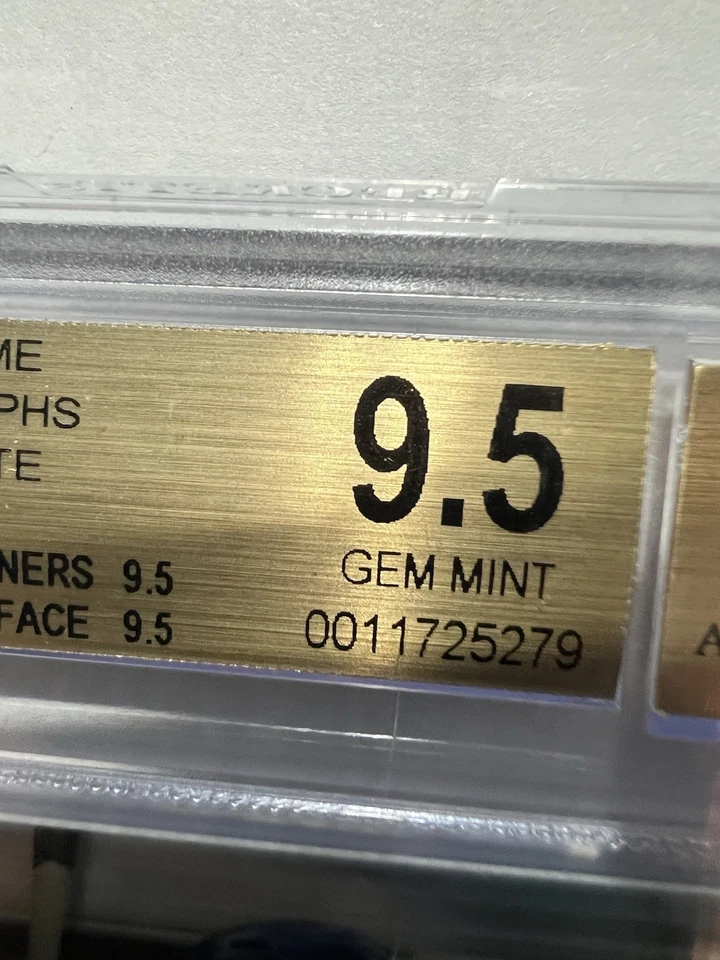 ME
PHS
TE
9.5
GEM MINT
NERS 9.5
FACE 9.5
0011725279
A